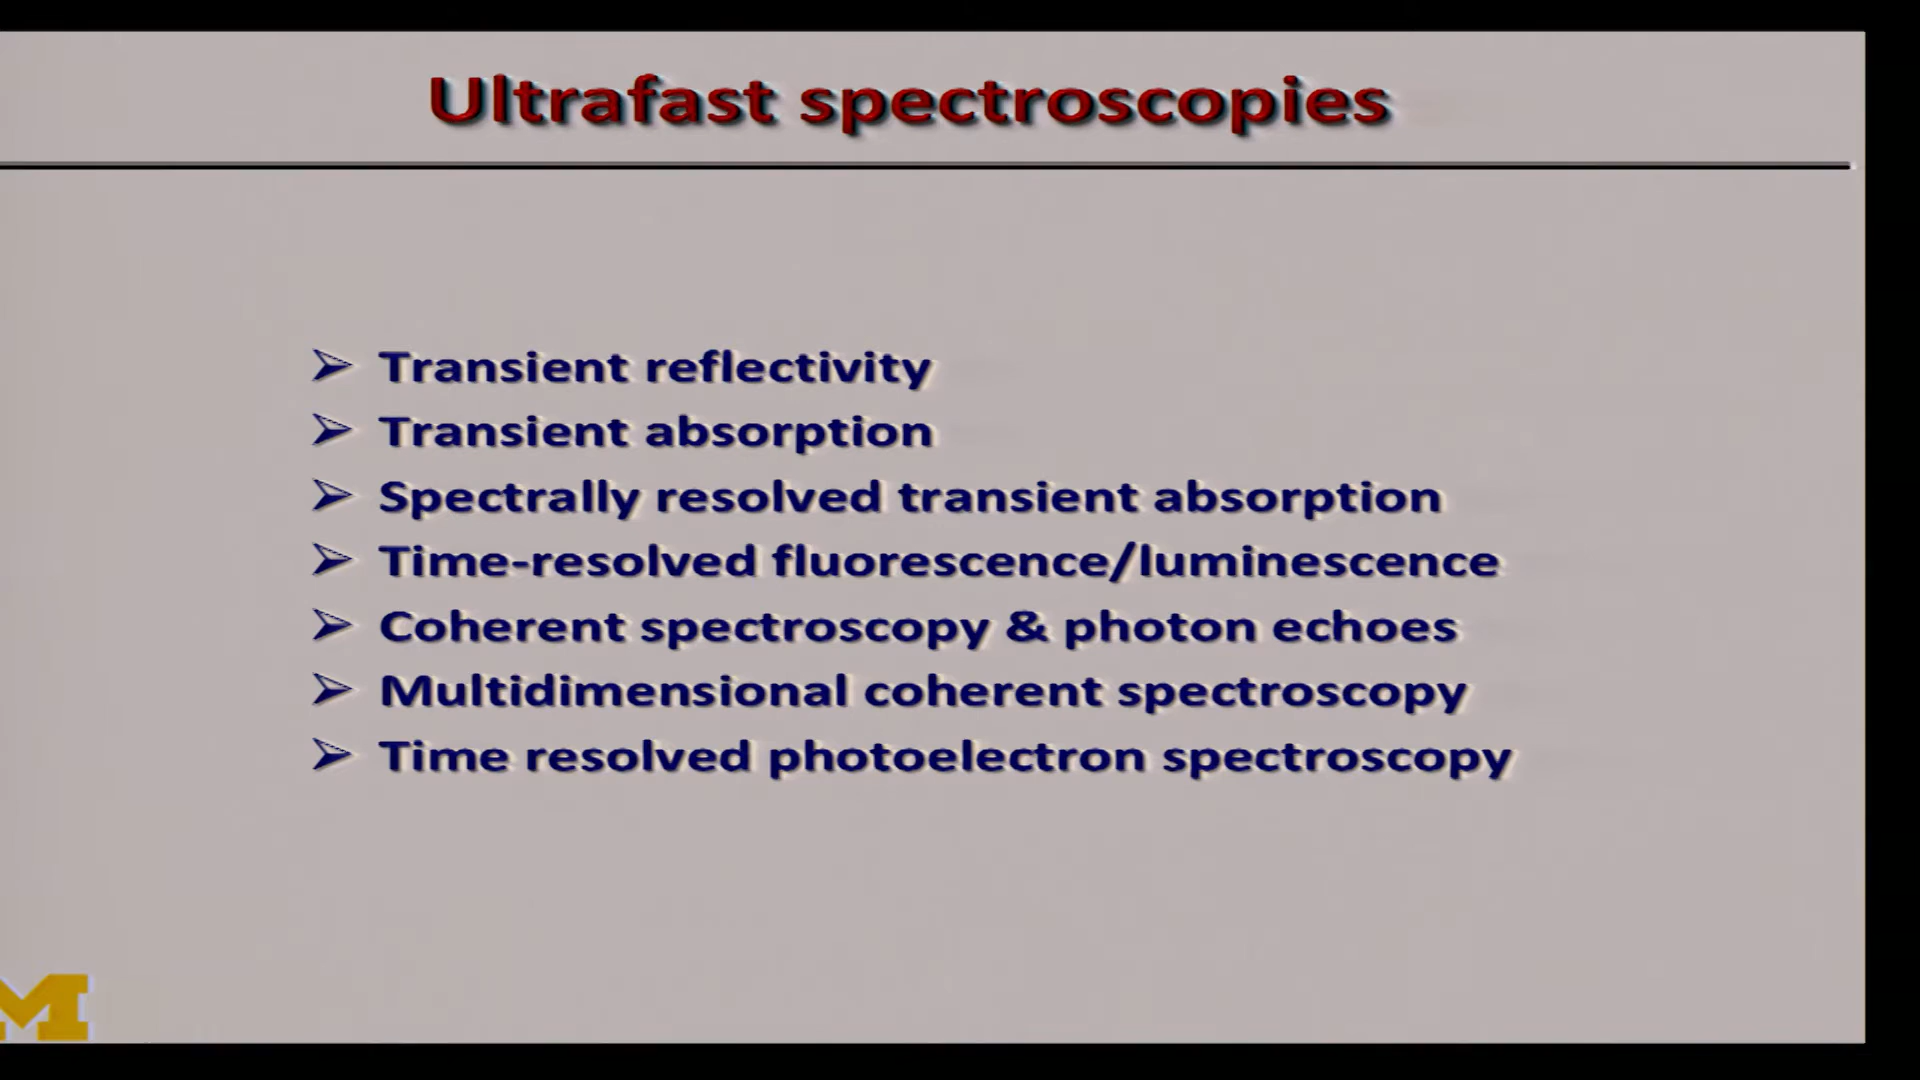 Ultrafast spectroscopies
➢ Transient reflectivity
➢ Transient absorption
➢ Spectrally resolved transient absorption
➢ Time-resolved fluorescence/luminescence
➢ Coherent spectroscopy & photon echoes
➢ Multidimensional coherent spectroscopy
➢ Time resolved photoelectron spectroscopy
M